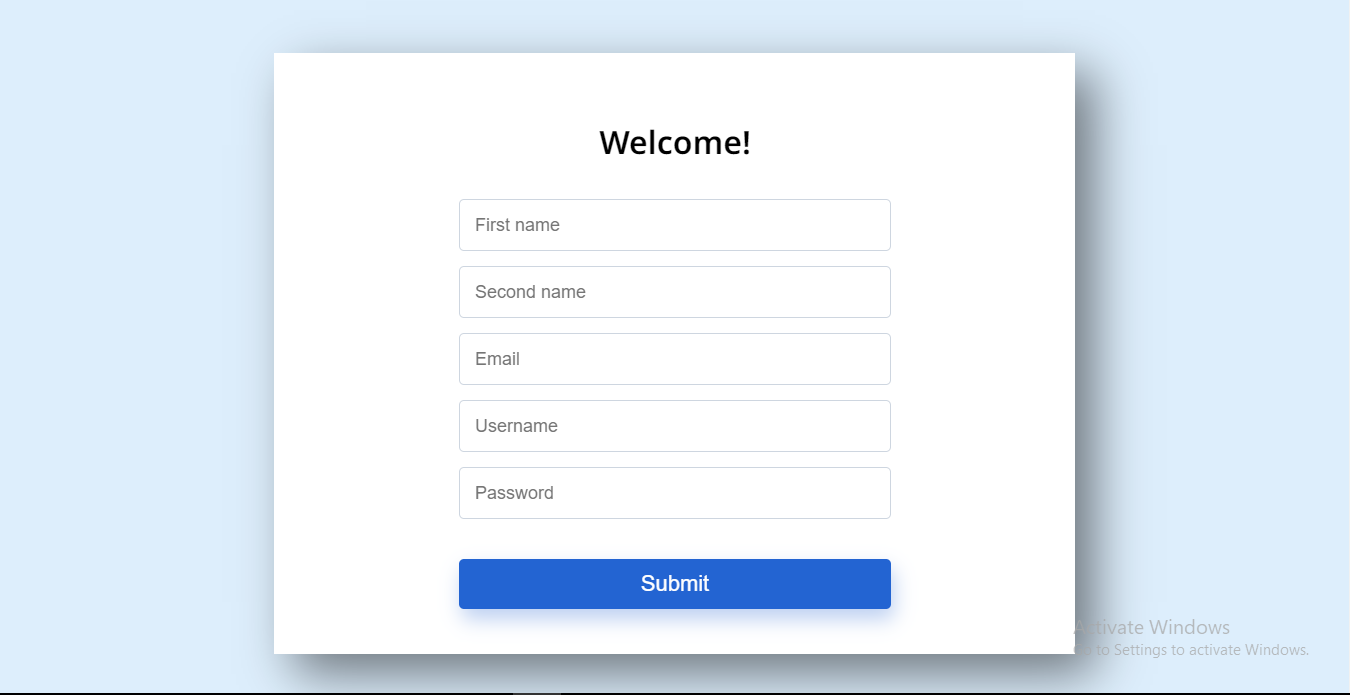 Welcome!
First name
Second name
Email
Username
Password
Submit
Activate Windows
Go to Settings to activate Windows.